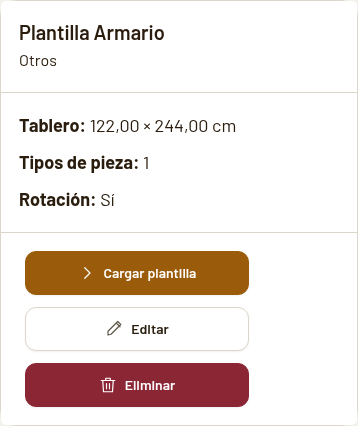 Plantilla Armario
Otros
Tablero: 122,00 × 244,00 cm
Tipos de pieza: 1
Rotación: Sí
Cargar plantilla
Editar
Eliminar